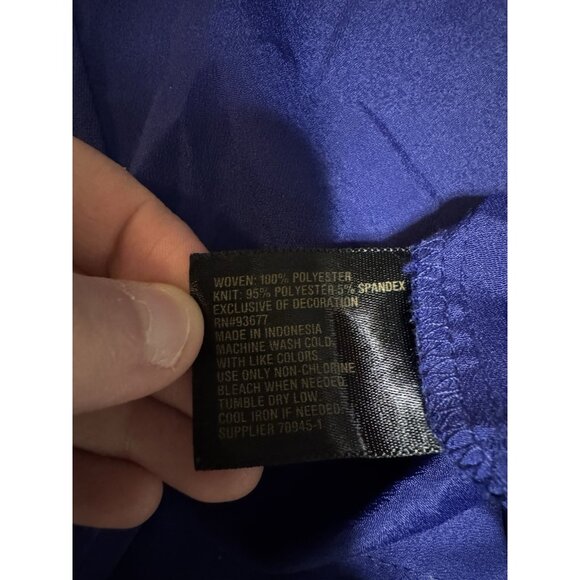 WOVEN: 100% POLYESTER
KNIT: 95% POLYESTER 5% SPANDEX
EXCLUSIVE OF DECORATION
RN#93677
MADE IN INDONESIA
MACHINE WASH COLD
WITH LIKE COLORS.
USE ONLY NON-CHLORINE
BLEACH WHEN NEEDED.
TUMBLE DRY LOW.
COOL IRON IF NEEDED
SUPPLIER 70945-1